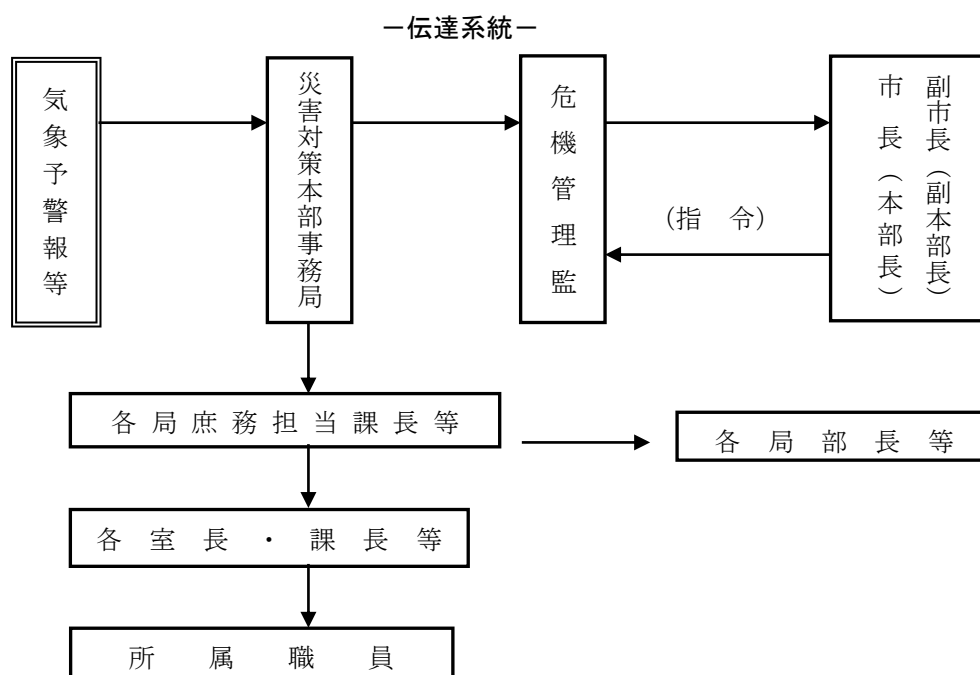 －伝達系統－
気象予警報等
災害対策本部事務局
危機管理監
(指　令)
副市長（副本部長）
市　長（本部長）
各局庶務担当課長等
各局部長等
各室長・課長等
所属職員